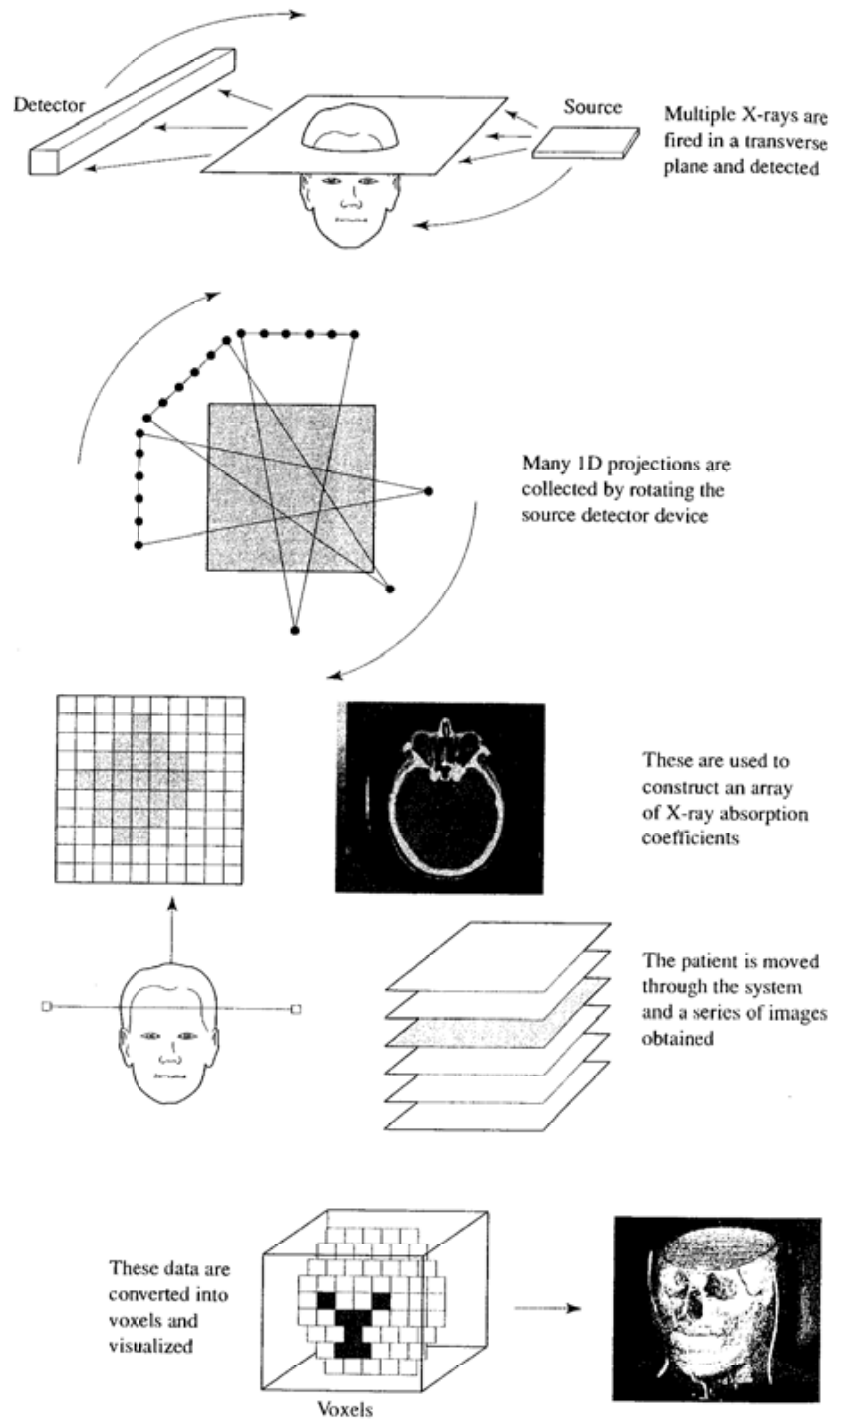 Detector
Source
Multiple X-rays are
fired in a transverse
plane and detected
Many 1D projections are
collected by rotating the
source detector device
These are used to
construct an array
of X-ray absorption
coefficients
The patient is moved
through the system
and a series of images
obtained
These data are
converted into
voxels and
visualized
Voxels